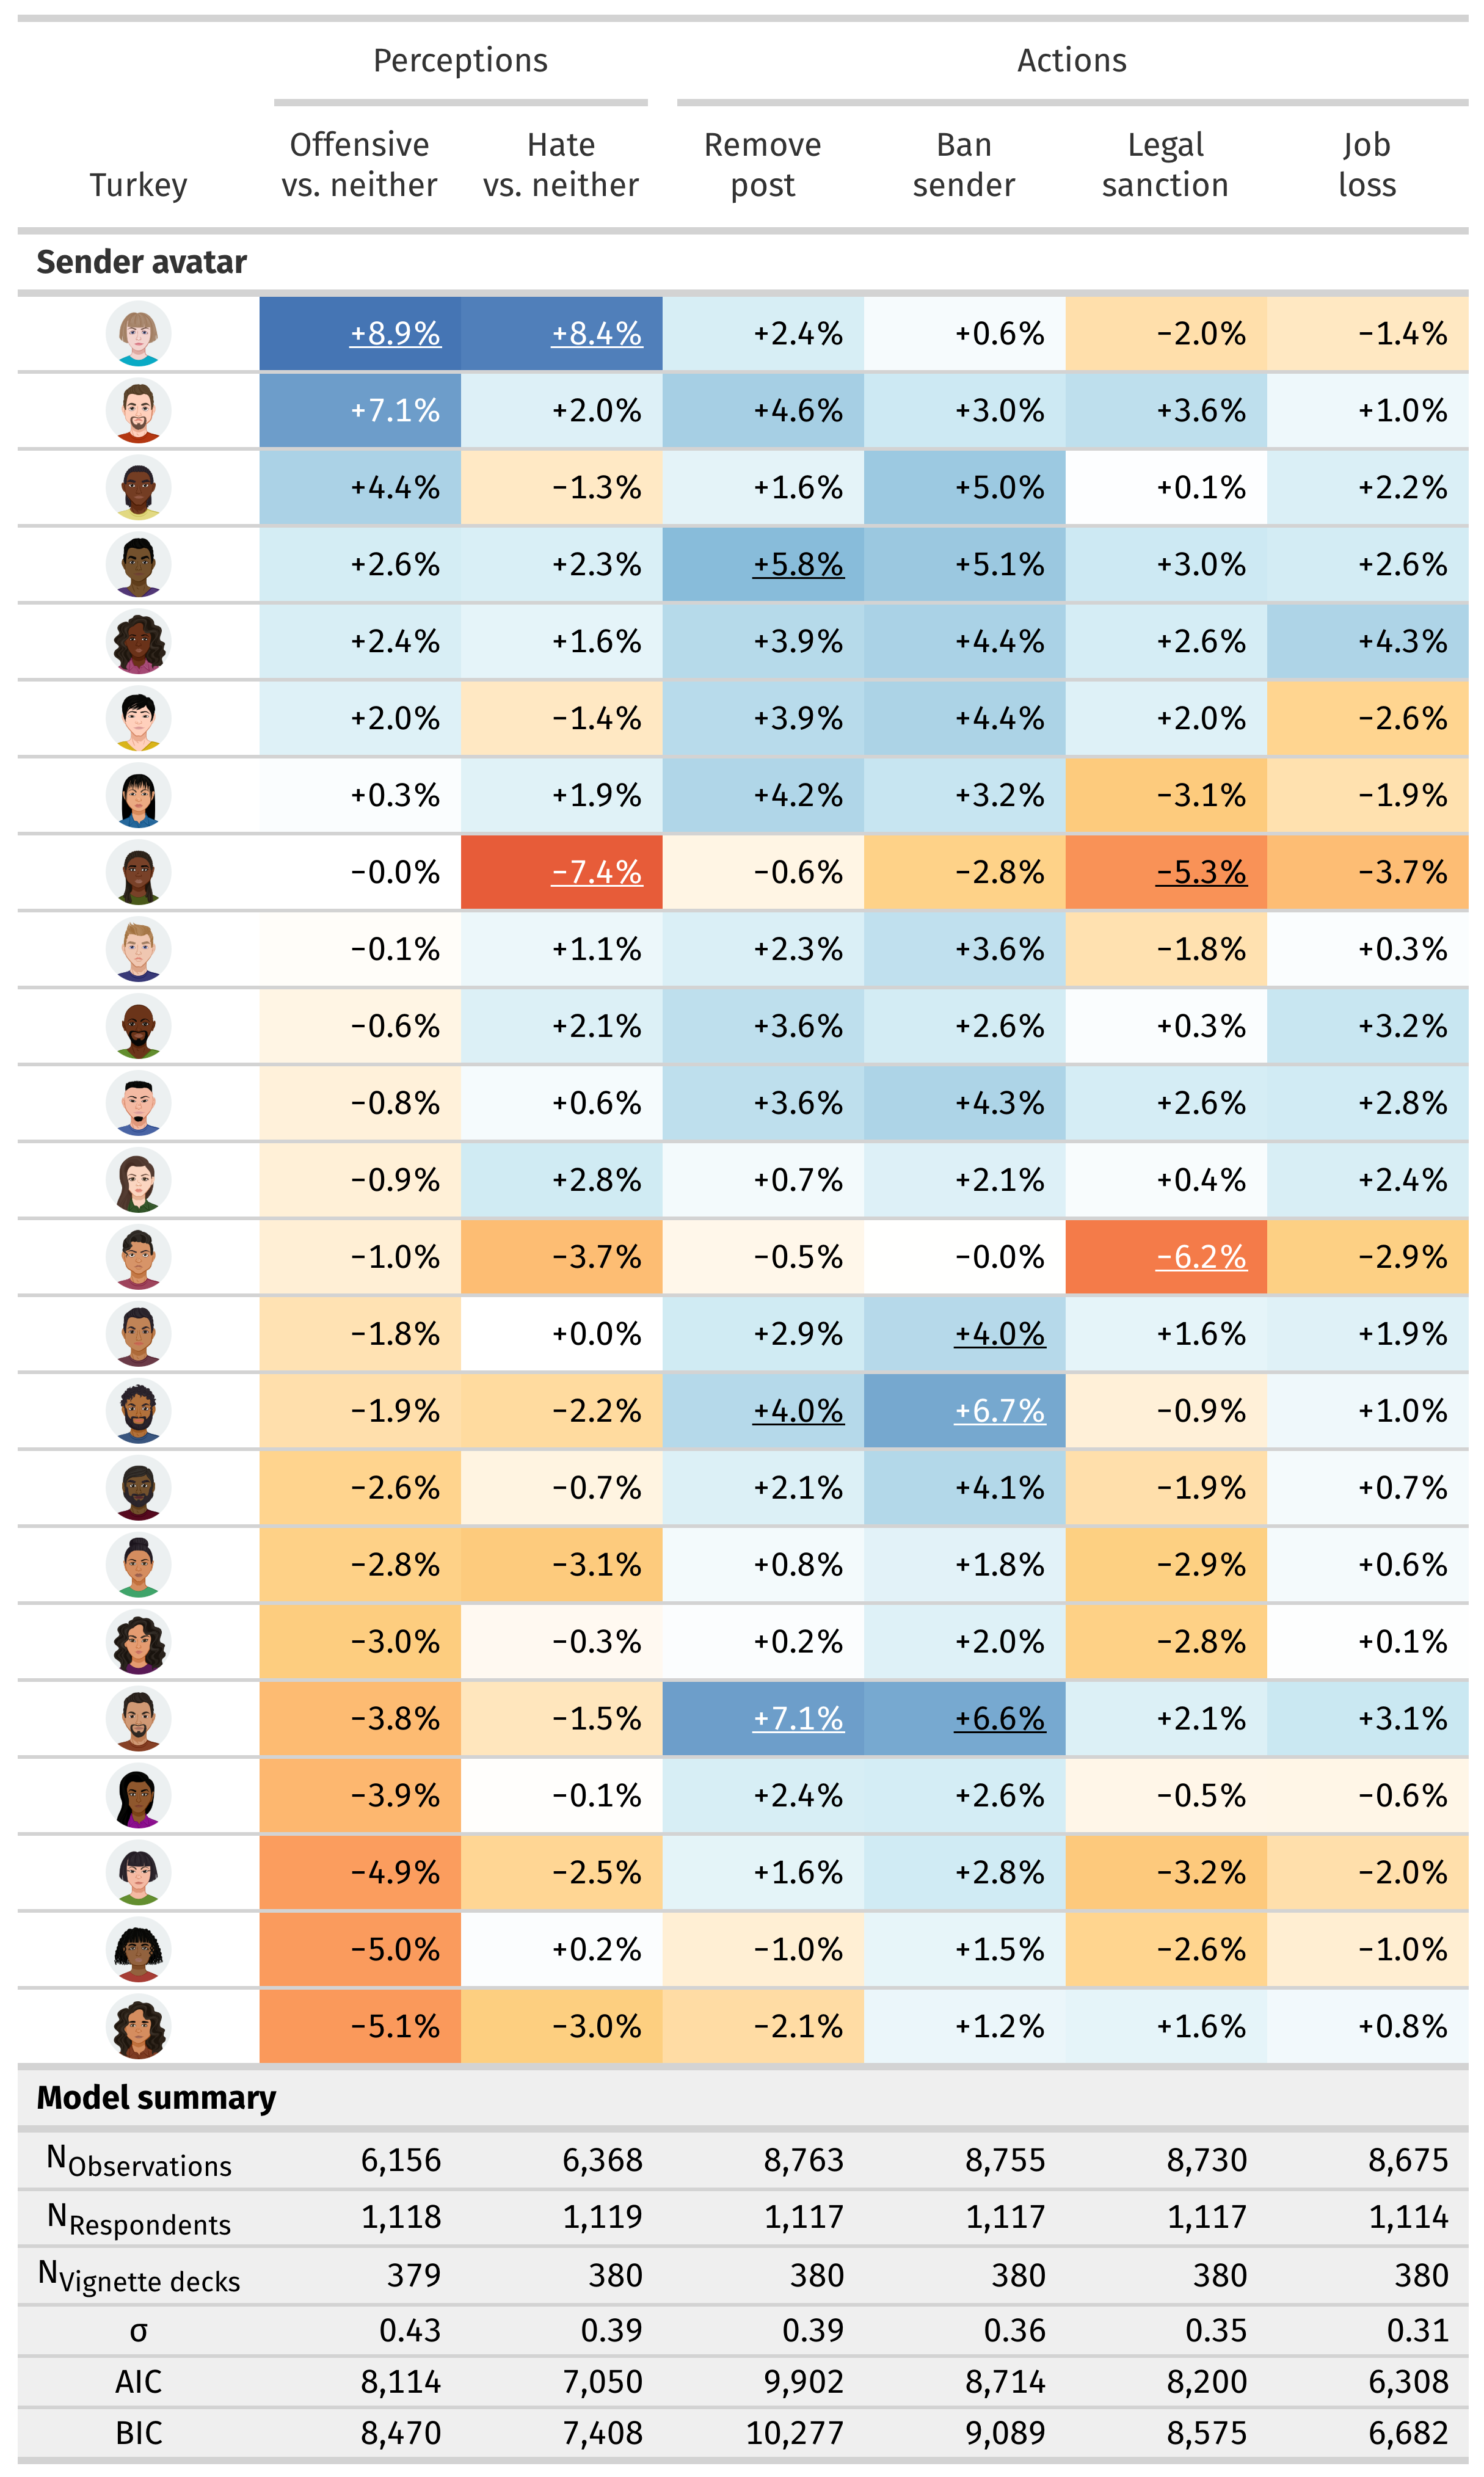 Perceptions Actions
Offensive Hate Remove Ban Legal Job
Turkey vs. neither vs. neither post sender sanction loss
Sender avatar
+8.9% +8.4% +2.4% +0.6% −2.0% −1.4%
+7.1% +2.0% +4.6% +3.0% +3.6% +1.0%
+4.4% −1.3% +1.6% +5.0% +0.1% +2.2%
+2.6% +2.3% +5.8% +5.1% +3.0% +2.6%
+2.4% +1.6% +3.9% +4.4% +2.6% +4.3%
+2.0% −1.4% +3.9% +4.4% +2.0% −2.6%
+0.3% +1.9% +4.2% +3.2% −3.1% −1.9%
−0.0% −7.4% −0.6% −2.8% −5.3% −3.7%
−0.1% +1.1% +2.3% +3.6% −1.8% +0.3%
−0.6% +2.1% +3.6% +2.6% +0.3% +3.2%
−0.8% +0.6% +3.6% +4.3% +2.6% +2.8%
−0.9% +2.8% +0.7% +2.1% +0.4% +2.4%
−1.0% −3.7% −0.5% −0.0% −6.2% −2.9%
−1.8% +0.0% +2.9% +4.0% +1.6% +1.9%
−1.9% −2.2% +4.0% +6.7% −0.9% +1.0%
−2.6% −0.7% +2.1% +4.1% −1.9% +0.7%
−2.8% −3.1% +0.8% +1.8% −2.9% +0.6%
−3.0% −0.3% +0.2% +2.0% −2.8% +0.1%
−3.8% −1.5% +7.1% +6.6% +2.1% +3.1%
−3.9% −0.1% +2.4% +2.6% −0.5% −0.6%
−4.9% −2.5% +1.6% +2.8% −3.2% −2.0%
−5.0% +0.2% −1.0% +1.5% −2.6% −1.0%
−5.1% −3.0% −2.1% +1.2% +1.6% +0.8%
Model summary
NObservations 6,156 6,368 8,763 8,755 8,730 8,675
NRespondents 1,118 1,119 1,117 1,117 1,117 1,114
NVignette decks 379 380 380 380 380 380
σ 0.43 0.39 0.39 0.36 0.35 0.31
AIC 8,114 7,050 9,902 8,714 8,200 6,308
BIC 8,470 7,408 10,277 9,089 8,575 6,682